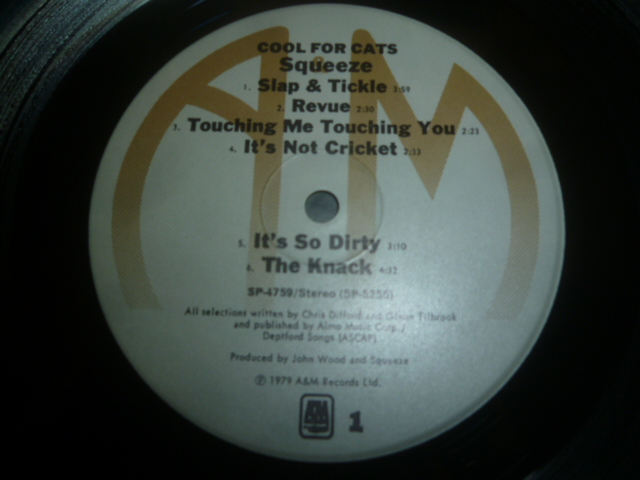 COOL FOR CATS
Squeeze
1. Slap & Tickle 3:59
2. Revue 2:30
3. Touching Me Touching You 2:23
4. It's Not Cricket 2:33
5. It's So Dirty 3:10
6. The Knack 4:32
SP-4759/Stereo (SP-5255)
All selections written by Chris Difford and Glenn Tilbrook
and published by Almo Music Corp. /
Deptford Songs (ASCAP)
Produced by John Wood and Squeeze
℗ 1979 A&M Records Ltd.
1